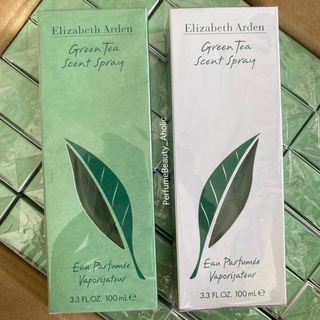 Elizabeth Arden
Green Tea
Scent Spray
Eau Parfumée
Vaporisateur
3.3 FL.OZ. 100 mL ℮
Elizabeth Arden
Green Tea
Scent Spray
Eau Parfumée
Vaporisateur
3.3 FL.OZ. 100 mL ℮
PerfumeBeauty_Aholic